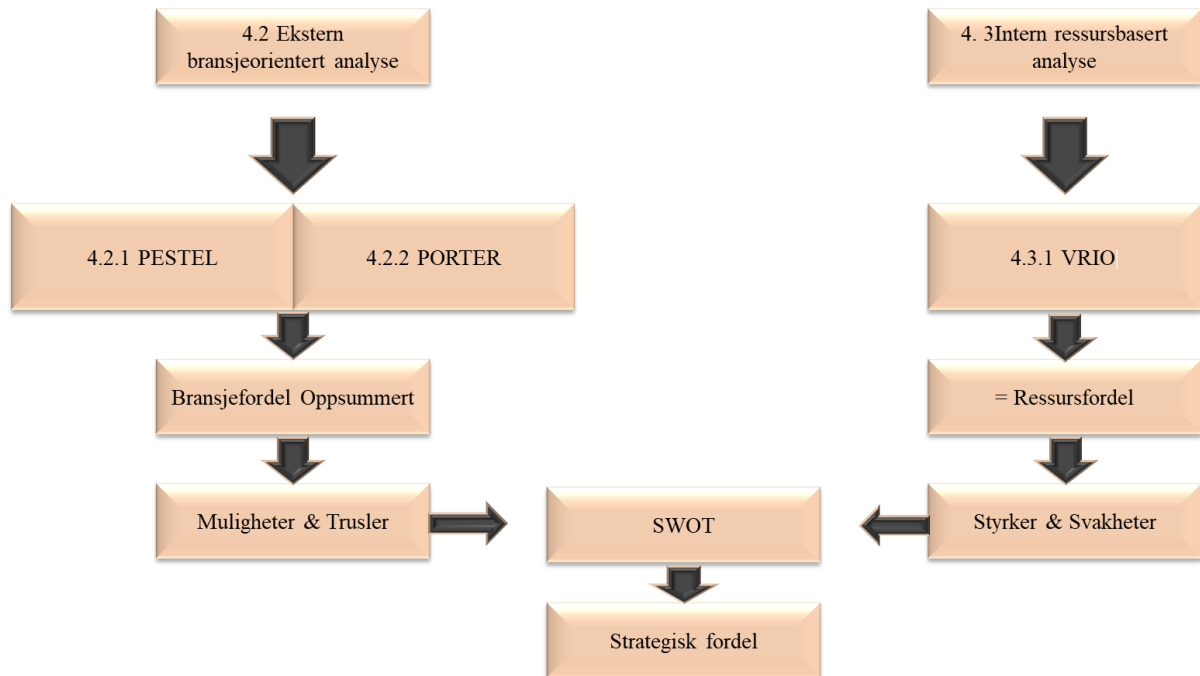 4.2 Ekstern
bransjeorientert analyse
4. 3Intern ressursbasert
analyse
4.2.1 PESTEL
4.2.2 PORTER
4.3.1 VRIO
Bransjefordel Oppsummert
= Ressursfordel
Muligheter & Trusler
SWOT
Styrker & Svakheter
Strategisk fordel